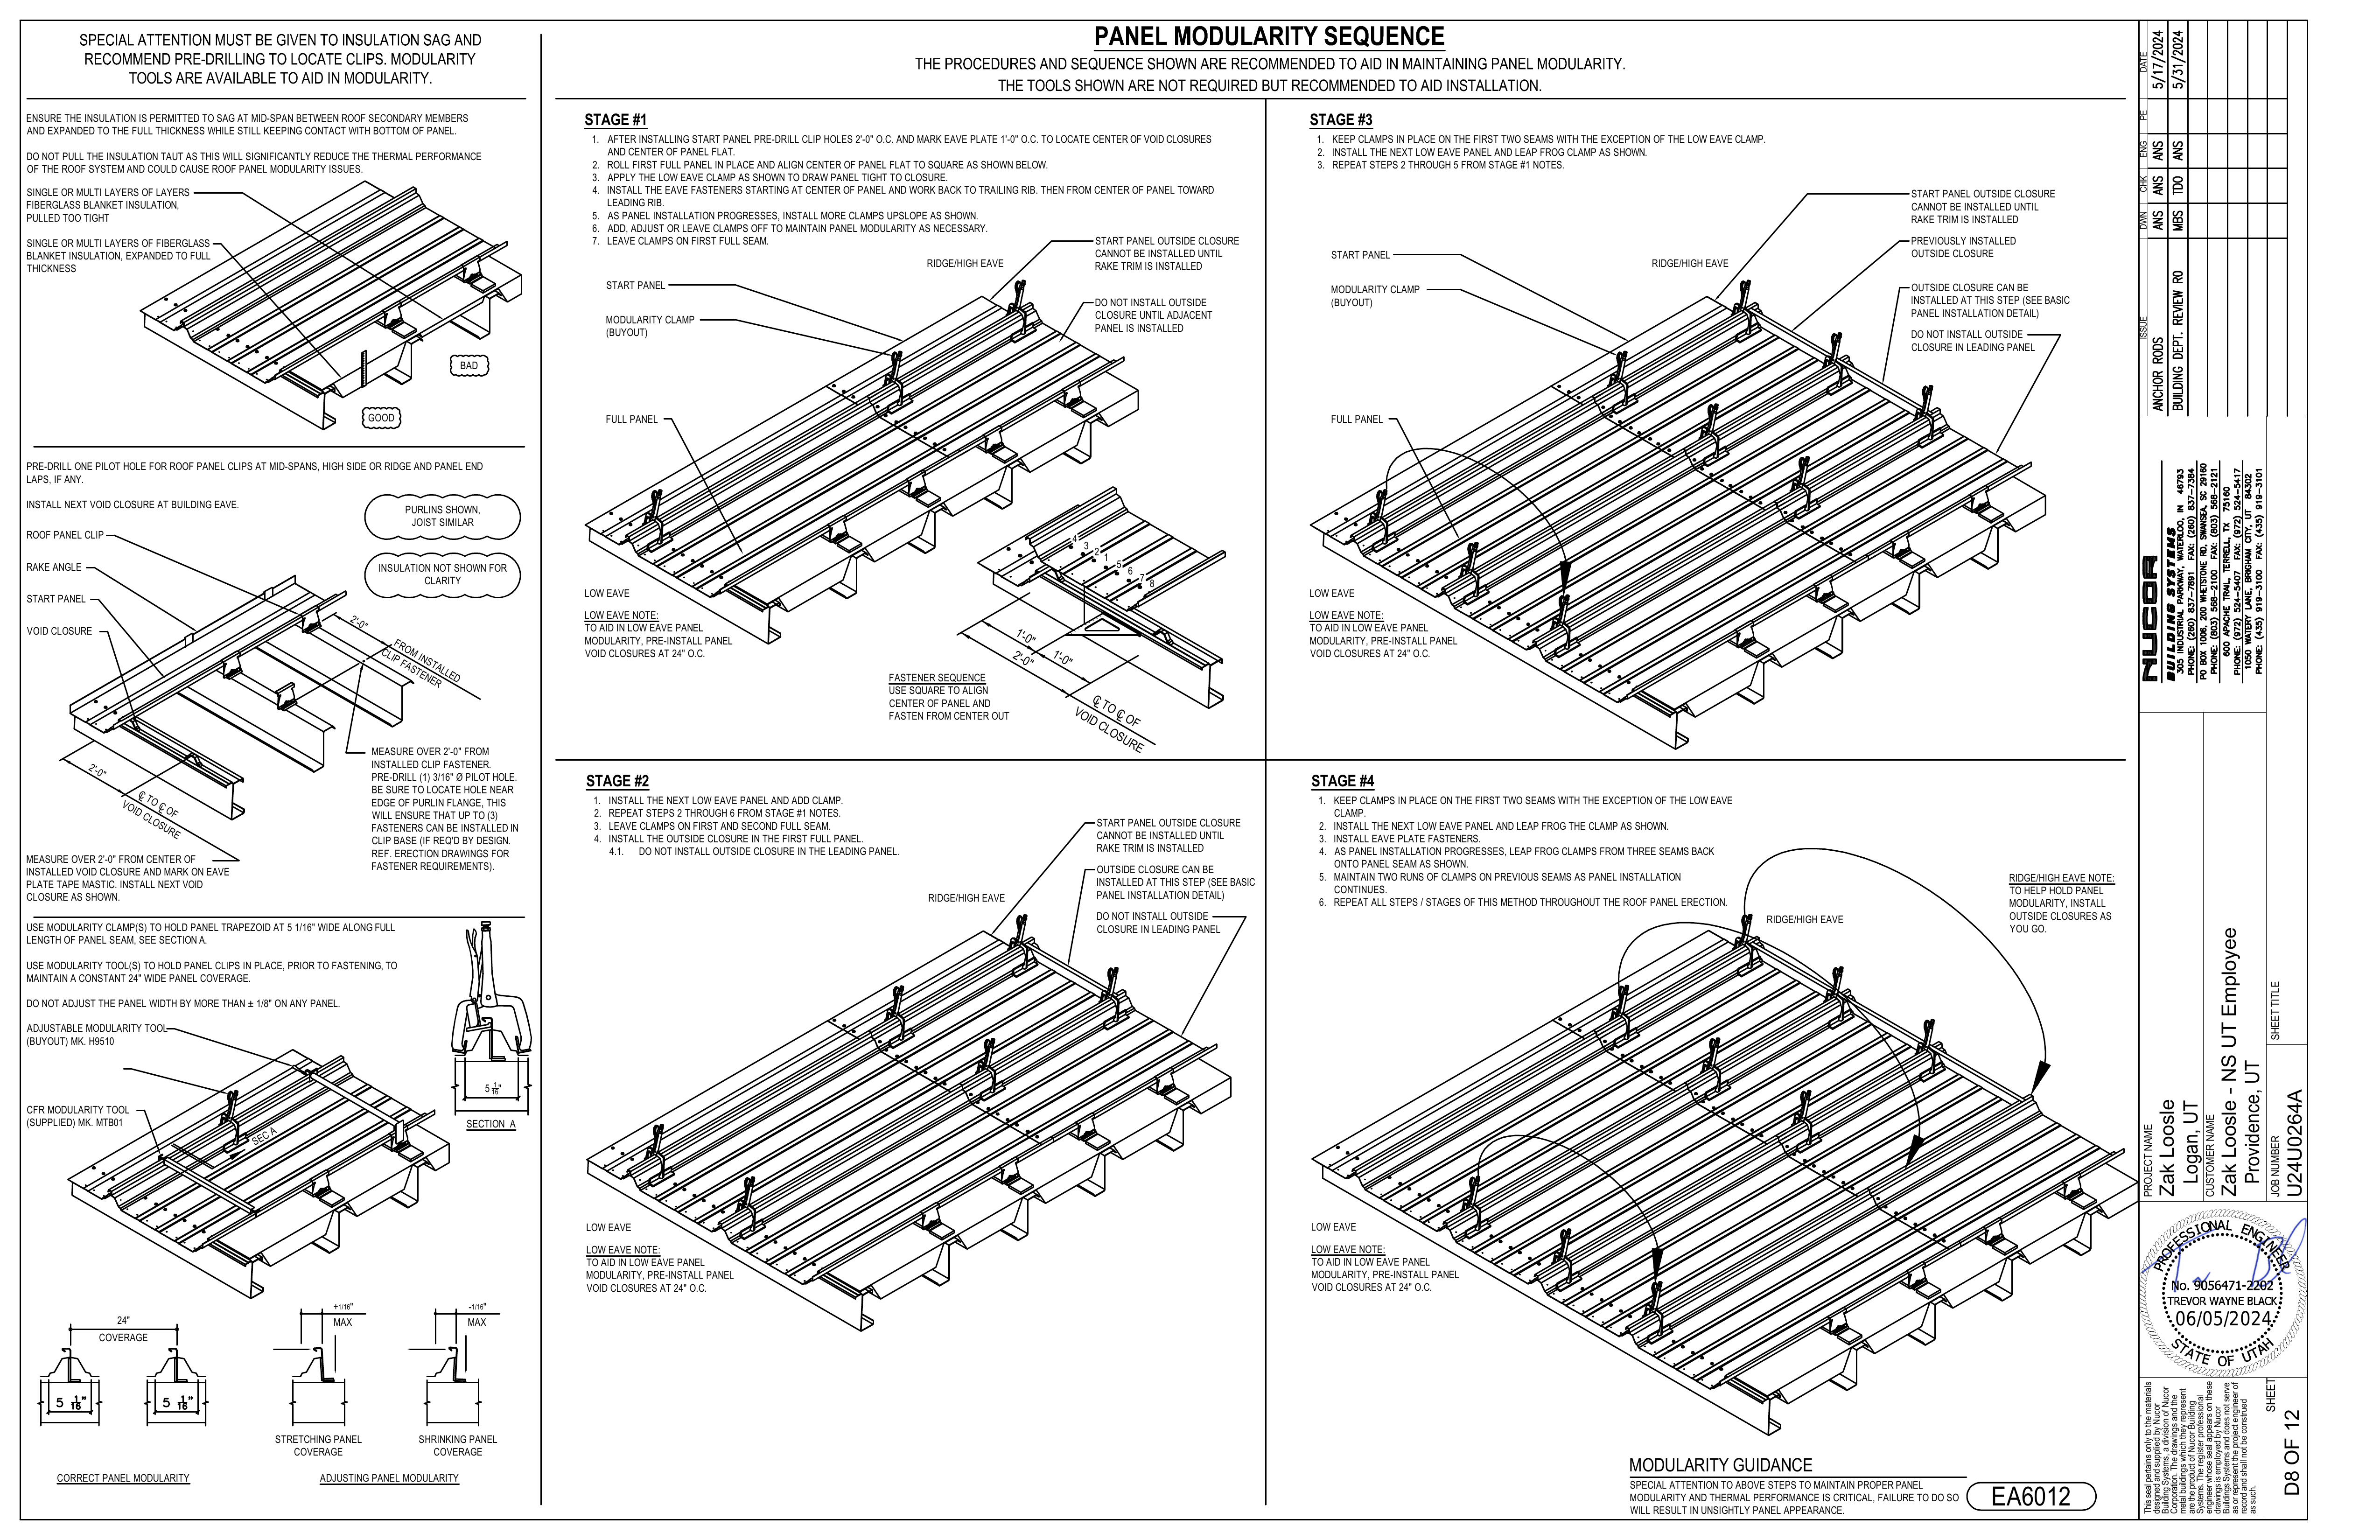 SPECIAL ATTENTION MUST BE GIVEN TO INSULATION SAG AND
RECOMMEND PRE-DRILLING TO LOCATE CLIPS. MODULARITY
TOOLS ARE AVAILABLE TO AID IN MODULARITY.
ENSURE THE INSULATION IS PERMITTED TO SAG AT MID-SPAN BETWEEN ROOF SECONDARY MEMBERS
AND EXPANDED TO THE FULL THICKNESS WHILE STILL KEEPING CONTACT WITH BOTTOM OF PANEL.
DO NOT PULL THE INSULATION TAUT AS THIS WILL SIGNIFICANTLY REDUCE THE THERMAL PERFORMANCE
OF THE ROOF SYSTEM AND COULD CAUSE ROOF PANEL MODULARITY ISSUES.
SINGLE OR MULTI LAYERS OF LAYERS
FIBERGLASS BLANKET INSULATION,
PULLED TOO TIGHT
SINGLE OR MULTI LAYERS OF FIBERGLASS
BLANKET INSULATION, EXPANDED TO FULL
THICKNESS
BAD
GOOD
PRE-DRILL ONE PILOT HOLE FOR ROOF PANEL CLIPS AT MID-SPANS, HIGH SIDE OR RIDGE AND PANEL END
LAPS, IF ANY.
INSTALL NEXT VOID CLOSURE AT BUILDING EAVE.
PURLINS SHOWN,
JOIST SIMILAR
INSULATION NOT SHOWN FOR
CLARITY
ROOF PANEL CLIP
RAKE ANGLE
START PANEL
VOID CLOSURE
2'-0"
FROM INSTALLED
CLIP FASTENER
2'-0"
℄ TO ℄ OF
VOID CLOSURE
MEASURE OVER 2'-0" FROM
INSTALLED CLIP FASTENER.
PRE-DRILL (1) 3/16" Ø PILOT HOLE.
BE SURE TO LOCATE HOLE NEAR
EDGE OF PURLIN FLANGE, THIS
WILL ENSURE THAT UP TO (3)
FASTENERS CAN BE INSTALLED IN
CLIP BASE (IF REQ'D BY DESIGN.
REF. ERECTION DRAWINGS FOR
FASTENER REQUIREMENTS).
MEASURE OVER 2'-0" FROM CENTER OF
INSTALLED VOID CLOSURE AND MARK ON EAVE
PLATE TAPE MASTIC. INSTALL NEXT VOID
CLOSURE AS SHOWN.
USE MODULARITY CLAMP(S) TO HOLD PANEL TRAPEZOID AT 5 1/16" WIDE ALONG FULL
LENGTH OF PANEL SEAM, SEE SECTION A.
USE MODULARITY TOOL(S) TO HOLD PANEL CLIPS IN PLACE, PRIOR TO FASTENING, TO
MAINTAIN A CONSTANT 24" WIDE PANEL COVERAGE.
DO NOT ADJUST THE PANEL WIDTH BY MORE THAN ± 1/8" ON ANY PANEL.
ADJUSTABLE MODULARITY TOOL
(BUYOUT) MK. H9510
CFR MODULARITY TOOL
(SUPPLIED) MK. MTB01
SEC A
5 1/16"
SECTION A
24"
COVERAGE
5 1/16"
5 1/16"
CORRECT PANEL MODULARITY
+1/16"
MAX
STRETCHING PANEL
COVERAGE
-1/16"
MAX
SHRINKING PANEL
COVERAGE
ADJUSTING PANEL MODULARITY
PANEL MODULARITY SEQUENCE
THE PROCEDURES AND SEQUENCE SHOWN ARE RECOMMENDED TO AID IN MAINTAINING PANEL MODULARITY.
THE TOOLS SHOWN ARE NOT REQUIRED BUT RECOMMENDED TO AID INSTALLATION.
STAGE #1
1. AFTER INSTALLING START PANEL PRE-DRILL CLIP HOLES 2'-0" O.C. AND MARK EAVE PLATE 1'-0" O.C. TO LOCATE CENTER OF VOID CLOSURES
AND CENTER OF PANEL FLAT.
2. ROLL FIRST FULL PANEL IN PLACE AND ALIGN CENTER OF PANEL FLAT TO SQUARE AS SHOWN BELOW.
3. APPLY THE LOW EAVE CLAMP AS SHOWN TO DRAW PANEL TIGHT TO CLOSURE.
4. INSTALL THE EAVE FASTENERS STARTING AT CENTER OF PANEL AND WORK BACK TO TRAILING RIB. THEN FROM CENTER OF PANEL TOWARD
LEADING RIB.
5. AS PANEL INSTALLATION PROGRESSES, INSTALL MORE CLAMPS UPSLOPE AS SHOWN.
6. ADD, ADJUST OR LEAVE CLAMPS OFF TO MAINTAIN PANEL MODULARITY AS NECESSARY.
7. LEAVE CLAMPS ON FIRST FULL SEAM.
START PANEL OUTSIDE CLOSURE
CANNOT BE INSTALLED UNTIL
RAKE TRIM IS INSTALLED
RIDGE/HIGH EAVE
START PANEL
MODULARITY CLAMP
(BUYOUT)
DO NOT INSTALL OUTSIDE
CLOSURE UNTIL ADJACENT
PANEL IS INSTALLED
FULL PANEL
LOW EAVE
LOW EAVE NOTE:
TO AID IN LOW EAVE PANEL
MODULARITY, PRE-INSTALL PANEL
VOID CLOSURES AT 24" O.C.
4
3
2
1
5
6
7
8
1'-0"
1'-0"
2'-0"
℄ TO ℄ OF
VOID CLOSURE
FASTENER SEQUENCE
USE SQUARE TO ALIGN
CENTER OF PANEL AND
FASTEN FROM CENTER OUT
STAGE #3
1. KEEP CLAMPS IN PLACE ON THE FIRST TWO SEAMS WITH THE EXCEPTION OF THE LOW EAVE CLAMP.
2. INSTALL THE NEXT LOW EAVE PANEL AND LEAP FROG CLAMP AS SHOWN.
3. REPEAT STEPS 2 THROUGH 5 FROM STAGE #1 NOTES.
START PANEL OUTSIDE CLOSURE
CANNOT BE INSTALLED UNTIL
RAKE TRIM IS INSTALLED
PREVIOUSLY INSTALLED
OUTSIDE CLOSURE
START PANEL
RIDGE/HIGH EAVE
MODULARITY CLAMP
(BUYOUT)
OUTSIDE CLOSURE CAN BE
INSTALLED AT THIS STEP (SEE BASIC
PANEL INSTALLATION DETAIL)
DO NOT INSTALL OUTSIDE
CLOSURE IN LEADING PANEL
FULL PANEL
LOW EAVE
LOW EAVE NOTE:
TO AID IN LOW EAVE PANEL
MODULARITY, PRE-INSTALL PANEL
VOID CLOSURES AT 24" O.C.
STAGE #2
1. INSTALL THE NEXT LOW EAVE PANEL AND ADD CLAMP.
2. REPEAT STEPS 2 THROUGH 6 FROM STAGE #1 NOTES.
3. LEAVE CLAMPS ON FIRST AND SECOND FULL SEAM.
4. INSTALL THE OUTSIDE CLOSURE IN THE FIRST FULL PANEL.
4.1. DO NOT INSTALL OUTSIDE CLOSURE IN THE LEADING PANEL.
START PANEL OUTSIDE CLOSURE
CANNOT BE INSTALLED UNTIL
RAKE TRIM IS INSTALLED
OUTSIDE CLOSURE CAN BE
INSTALLED AT THIS STEP (SEE BASIC
PANEL INSTALLATION DETAIL)
RIDGE/HIGH EAVE
DO NOT INSTALL OUTSIDE
CLOSURE IN LEADING PANEL
LOW EAVE
LOW EAVE NOTE:
TO AID IN LOW EAVE PANEL
MODULARITY, PRE-INSTALL PANEL
VOID CLOSURES AT 24" O.C.
STAGE #4
1. KEEP CLAMPS IN PLACE ON THE FIRST TWO SEAMS WITH THE EXCEPTION OF THE LOW EAVE
CLAMP.
2. INSTALL THE NEXT LOW EAVE PANEL AND LEAP FROG THE CLAMP AS SHOWN.
3. INSTALL EAVE PLATE FASTENERS.
4. AS PANEL INSTALLATION PROGRESSES, LEAP FROG CLAMPS FROM THREE SEAMS BACK
ONTO PANEL SEAM AS SHOWN.
5. MAINTAIN TWO RUNS OF CLAMPS ON PREVIOUS SEAMS AS PANEL INSTALLATION
CONTINUES.
6. REPEAT ALL STEPS / STAGES OF THIS METHOD THROUGHOUT THE ROOF PANEL ERECTION.
RIDGE/HIGH EAVE
RIDGE/HIGH EAVE NOTE:
TO HELP HOLD PANEL
MODULARITY, INSTALL
OUTSIDE CLOSURES AS
YOU GO.
LOW EAVE
LOW EAVE NOTE:
TO AID IN LOW EAVE PANEL
MODULARITY, PRE-INSTALL PANEL
VOID CLOSURES AT 24" O.C.
MODULARITY GUIDANCE
SPECIAL ATTENTION TO ABOVE STEPS TO MAINTAIN PROPER PANEL
MODULARITY AND THERMAL PERFORMANCE IS CRITICAL, FAILURE TO DO SO
WILL RESULT IN UNSIGHTLY PANEL APPEARANCE.
EA6012
ISSUE DWN CHK ENG PE DATE
ANCHOR RODS ANS ANS ANS 5/17/2024
BUILDING DEPT. REVIEW R0 MBS TDO ANS 5/31/2024
NUCOR
BUILDING SYSTEMS
305 INDUSTRIAL PARKWAY, WATERLOO, IN 46793
PHONE: (260) 837-7891 FAX: (260) 837-7384
PO BOX 1006, 200 WHETSTONE RD, SWANSEA, SC 29160
PHONE: (803) 568-2100 FAX: (803) 568-2121
600 APACHE TRAIL, TERRELL, TX 75160
PHONE: (972) 524-5407 FAX: (972) 524-5417
1050 WATERY LANE, BRIGHAM CITY, UT 84302
PHONE: (435) 919-3100 FAX: (435) 919-3101
PROJECT NAME
Zak Loosle
Logan, UT
CUSTOMER NAME
Zak Loosle - NS UT Employee
Providence, UT
SHEET TITLE
JOB NUMBER
U24U0264A
PROFESSIONAL ENGINEER
No. 9056471-2202
TREVOR WAYNE BLACK
06/05/2024
STATE OF UTAH
This seal pertains only to the materials
designed and supplied by Nucor
Building Systems, a division of Nucor
Corporation. The drawings and the
metal buildings which they represent
are the product of Nucor Building
Systems. The register professional
engineer whose seal appears on these
drawings is employed by Nucor
Buildings Systems and does not serve
as or represent the project engineer of
record and shall not be construed
as such.
SHEET
D8 OF 12